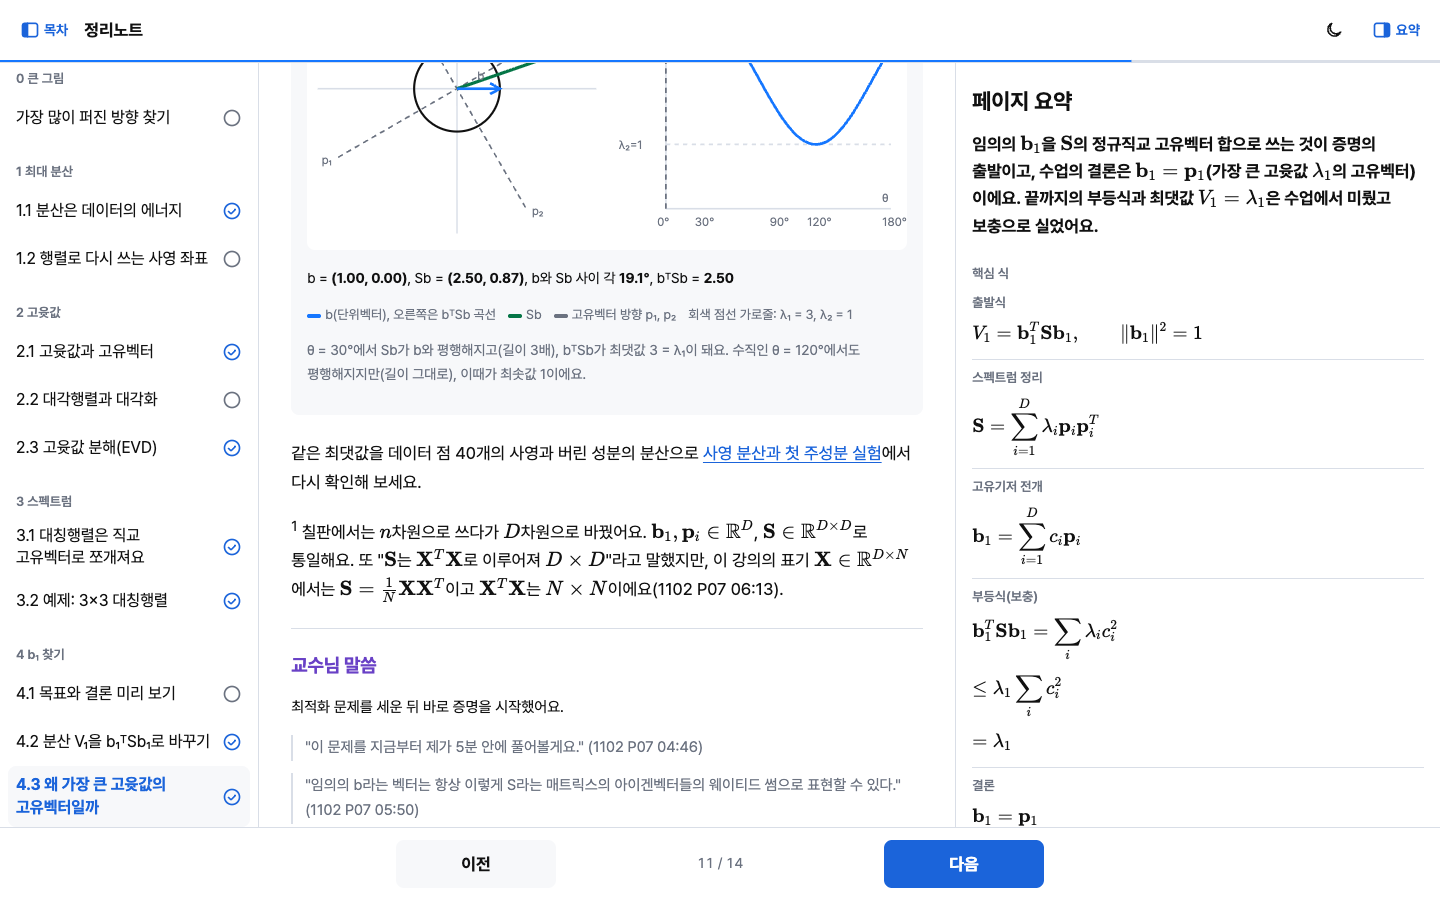 목차
정리노트
요약
0 큰 그림
가장 많이 퍼진 방향 찾기
1 최대 분산
1.1 분산은 데이터의 에너지
1.2 행렬로 다시 쓰는 사영 좌표
2 고윳값
2.1 고윳값과 고유벡터
2.2 대각행렬과 대각화
2.3 고윳값 분해(EVD)
3 스펙트럼
3.1 대칭행렬은 직교
고유벡터로 쪼개져요
3.2 예제: 3×3 대칭행렬
4 b₁ 찾기
4.1 목표와 결론 미리 보기
4.2 분산 V₁을 b₁ᵀSb₁로 바꾸기
4.3 왜 가장 큰 고윳값의
고유벡터일까
b
p₁
p₂
λ₂=1
θ
0° 30° 90° 120° 180°
b = (1.00, 0.00), Sb = (2.50, 0.87), b와 Sb 사이 각 19.1°, bᵀSb = 2.50
b(단위벡터), 오른쪽은 bᵀSb 곡선 Sb 고유벡터 방향 p₁, p₂ 회색 점선 가로줄: λ₁ = 3, λ₂ = 1
θ = 30°에서 Sb가 b와 평행해지고(길이 3배), bᵀSb가 최댓값 3 = λ₁이 돼요. 수직인 θ = 120°에서도
평행해지지만(길이 그대로), 이때가 최솟값 1이에요.
같은 최댓값을 데이터 점 40개의 사영과 버린 성분의 분산으로 사영 분산과 첫 주성분 실험에서
다시 확인해 보세요.
¹ 칠판에서는 n차원으로 쓰다가 D차원으로 바꿨어요. b₁, pᵢ ∈ ℝ^D, S ∈ ℝ^{D×D}로
통일해요. 또 "S는 XᵀX로 이루어져 D × D"라고 말했지만, 이 강의의 표기 X ∈ ℝ^{D×N}
에서는 S = 1/N XXᵀ이고 XᵀX는 N × N이에요(1102 P07 06:13).
교수님 말씀
최적화 문제를 세운 뒤 바로 증명을 시작했어요.
"이 문제를 지금부터 제가 5분 안에 풀어볼게요." (1102 P07 04:46)
"임의의 b라는 벡터는 항상 이렇게 S라는 매트릭스의 아이겐벡터들의 웨이티드 썸으로 표현할 수 있다."
(1102 P07 05:50)
페이지 요약
임의의 b₁을 S의 정규직교 고유벡터 합으로 쓰는 것이 증명의
출발이고, 수업의 결론은 b₁ = p₁(가장 큰 고윳값 λ₁의 고유벡터)
이에요. 끝까지의 부등식과 최댓값 V₁ = λ₁은 수업에서 미뤘고
보충으로 실었어요.
핵심 식
출발식
V₁ = b₁ᵀSb₁, ‖b₁‖² = 1
스펙트럼 정리
S = ∑_{i=1}^{D} λᵢpᵢpᵢᵀ
고유기저 전개
b₁ = ∑_{i=1}^{D} cᵢpᵢ
부등식(보충)
b₁ᵀSb₁ = ∑ᵢ λᵢcᵢ²
≤ λ₁ ∑ᵢ cᵢ²
= λ₁
결론
b₁ = p₁
이전
11 / 14
다음